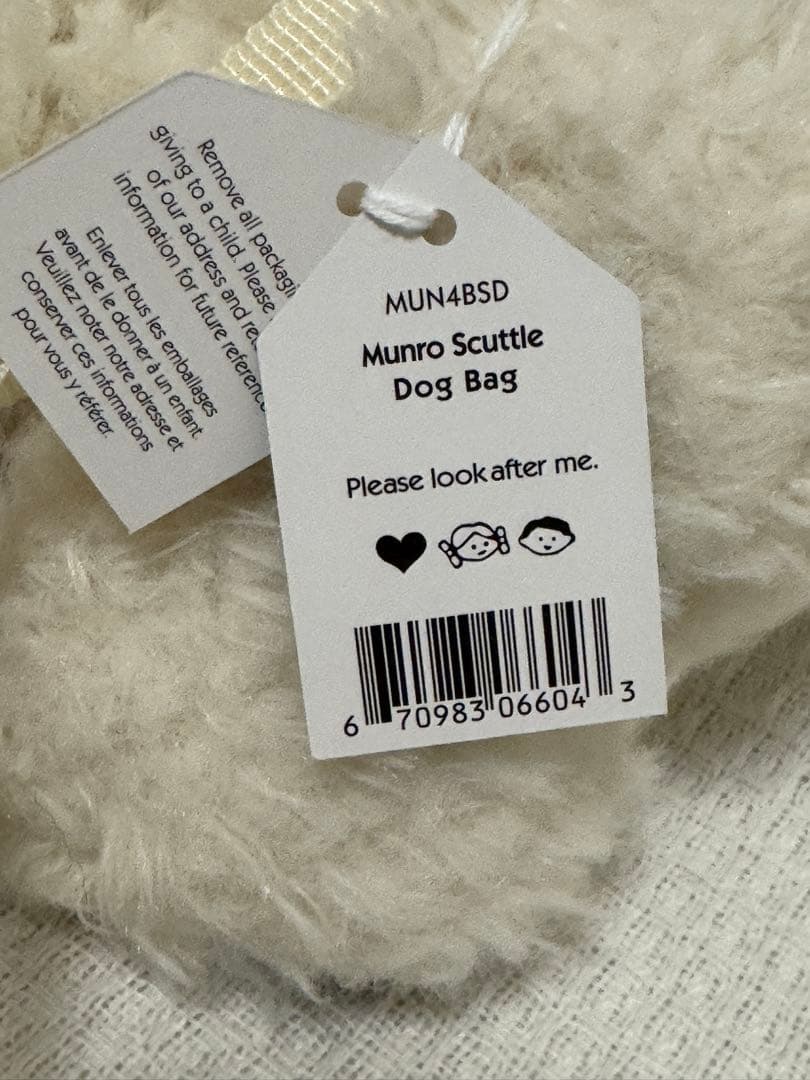 Remove all
giving to a child. Please
of our address and
information for future
Enlever tous les emballages
avant de le donner à un enfant.
Veuillez noter notre adresse et
conserver ces informations
pour vous y référer.
MUN4BSD
Munro Scuttle
Dog Bag
Please look after me.
6 70983 06604 3